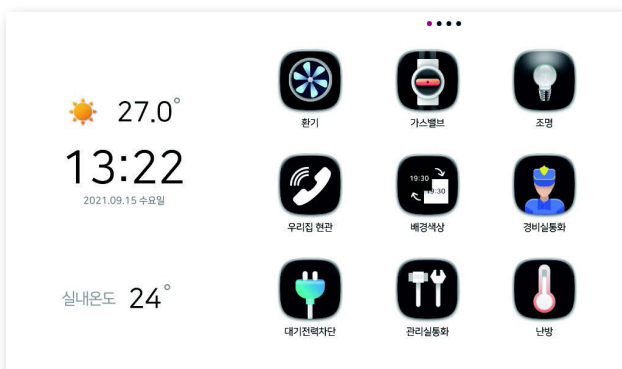 27.0°
13:22
2021.09.15 수요일
실내온도 24°
환기
가스밸브
조명
우리집 현관
19:30
19:30
배경색상
경비실통화
대기전력차단
관리실통화
난방